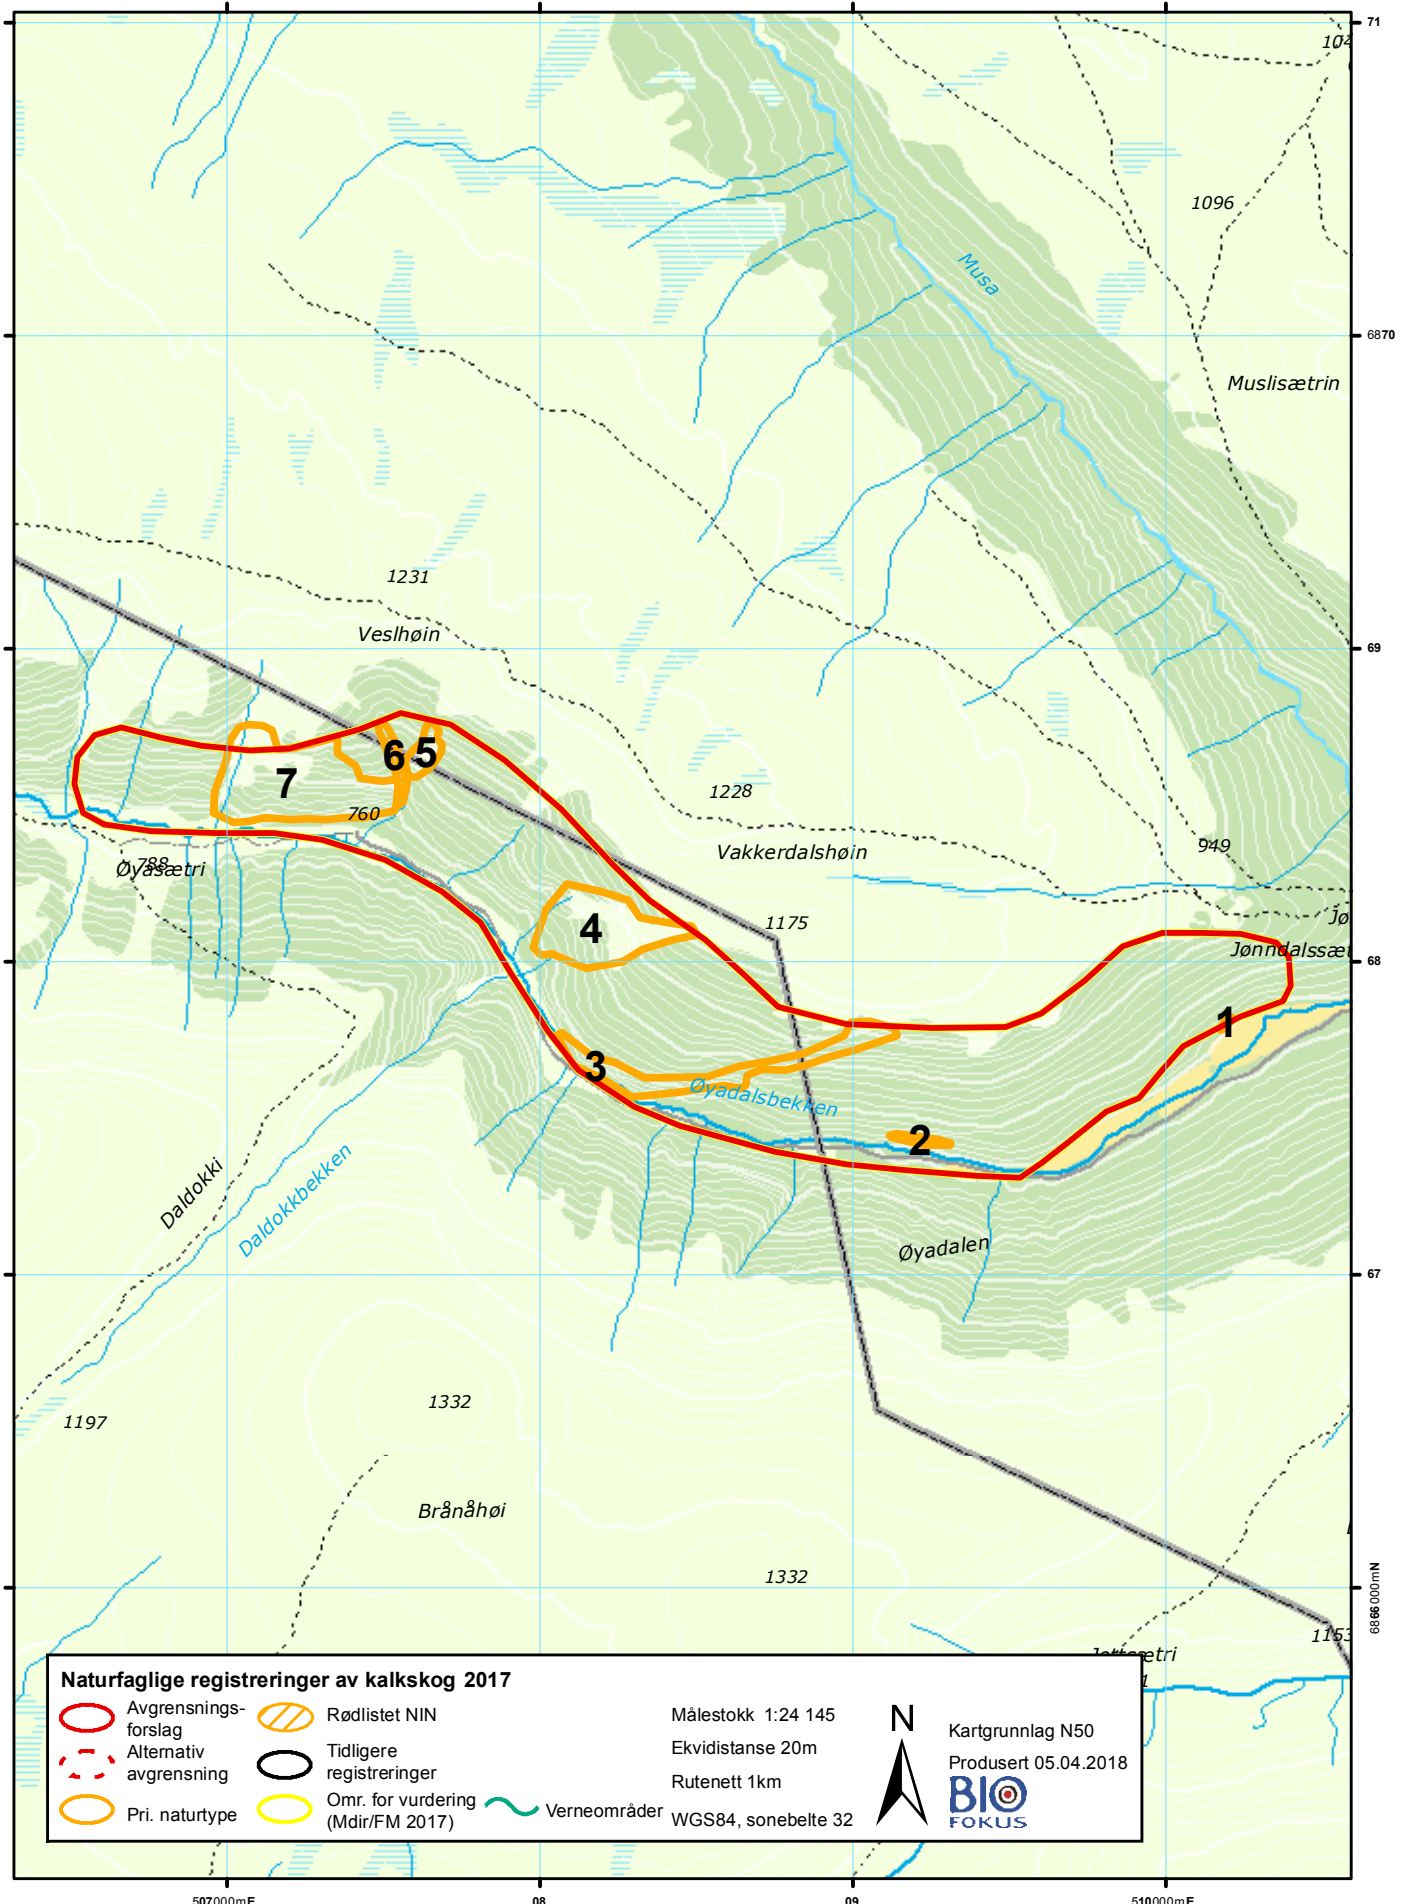 71
104
1096
Musa
6870
Muslisætrin
1231
Veslhøin
69
6
5
7
760
1228
Vakkerdalshøin
949
788
Øyasætri
4
1175
Jø
Jønndalssæt
68
1
3
Øyadalsbekken
2
Daldokki
Daldokkbekken
Øyadalen
67
1332
1197
Brånåhøi
1332
6866000mN
1153
Naturfaglige registreringer av kalkskog 2017
Avgrensnings-
forslag
Rødlistet NIN
Alternativ
avgrensning
Tidligere
registreringer
Pri. naturtype
Omr. for vurdering
(Mdir/FM 2017)
Verneområder
Målestokk 1:24 145
Ekvidistanse 20m
Rutenett 1km
WGS84, sonebelte 32
N
Kartgrunnlag N50
Produsert 05.04.2018
BIO
FOKUS
507000mE
08
09
510000mE